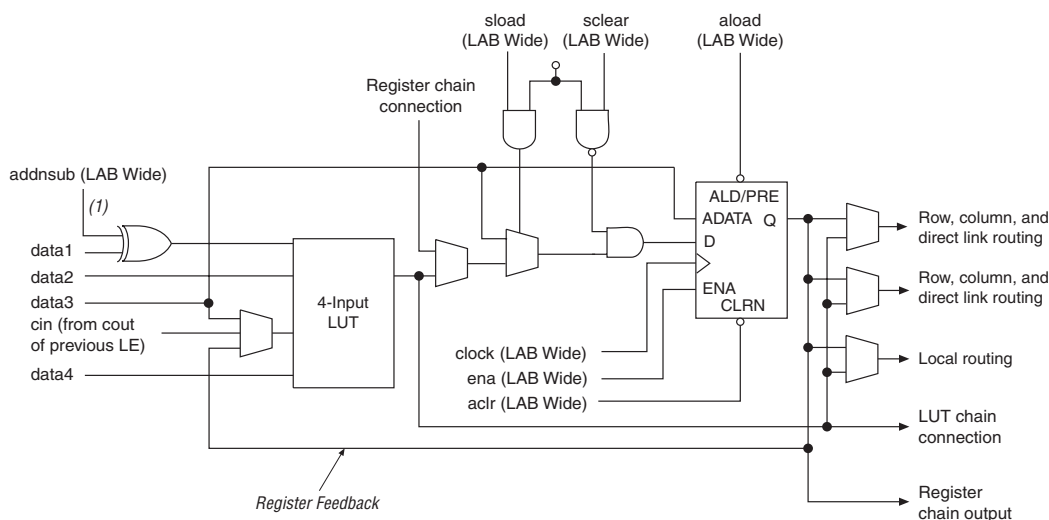 sload
(LAB Wide)
sclear
(LAB Wide)
aload
(LAB Wide)
Register chain
connection
addnsub (LAB Wide)
(1)
data1
data2
data3
cin (from cout
of previous LE)
data4
4-Input
LUT
ALD/PRE
ADATA
Q
D
ENA
CLRN
clock (LAB Wide)
ena (LAB Wide)
aclr (LAB Wide)
Row, column, and
direct link routing
Row, column, and
direct link routing
Local routing
LUT chain
connection
Register
chain output
Register Feedback